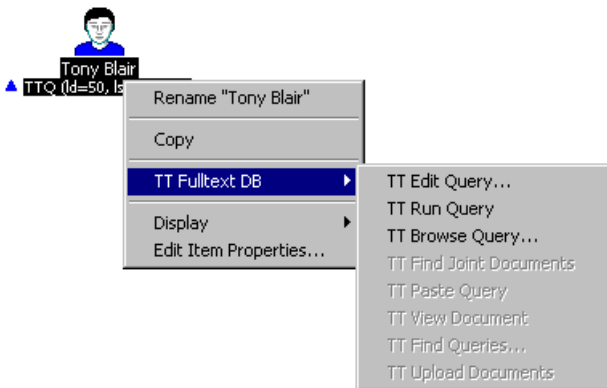 Tony Blair
TTQ (ld=50, ls
Rename "Tony Blair"
Copy
TT Fulltext DB
Display
Edit Item Properties...
TT Edit Query...
TT Run Query
TT Browse Query...
TT Find Joint Documents
TT Paste Query
TT View Document
TT Find Queries...
TT Upload Documents